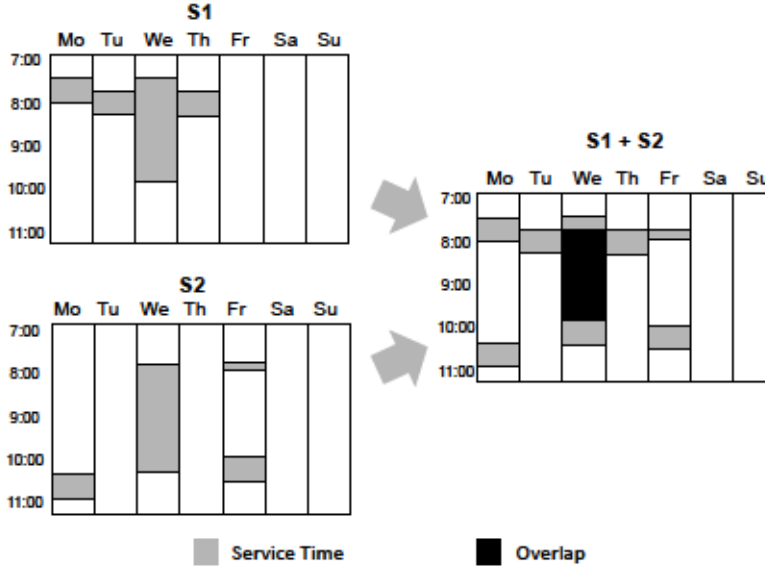 S1
Mo Tu We Th Fr Sa Su
7:00
8:00
9:00
10:00
11:00
S1 + S2
Mo Tu We Th Fr Sa Su
7:00
8:00
9:00
10:00
11:00
S2
Mo Tu We Th Fr Sa Su
7:00
8:00
9:00
10:00
11:00
Service Time Overlap